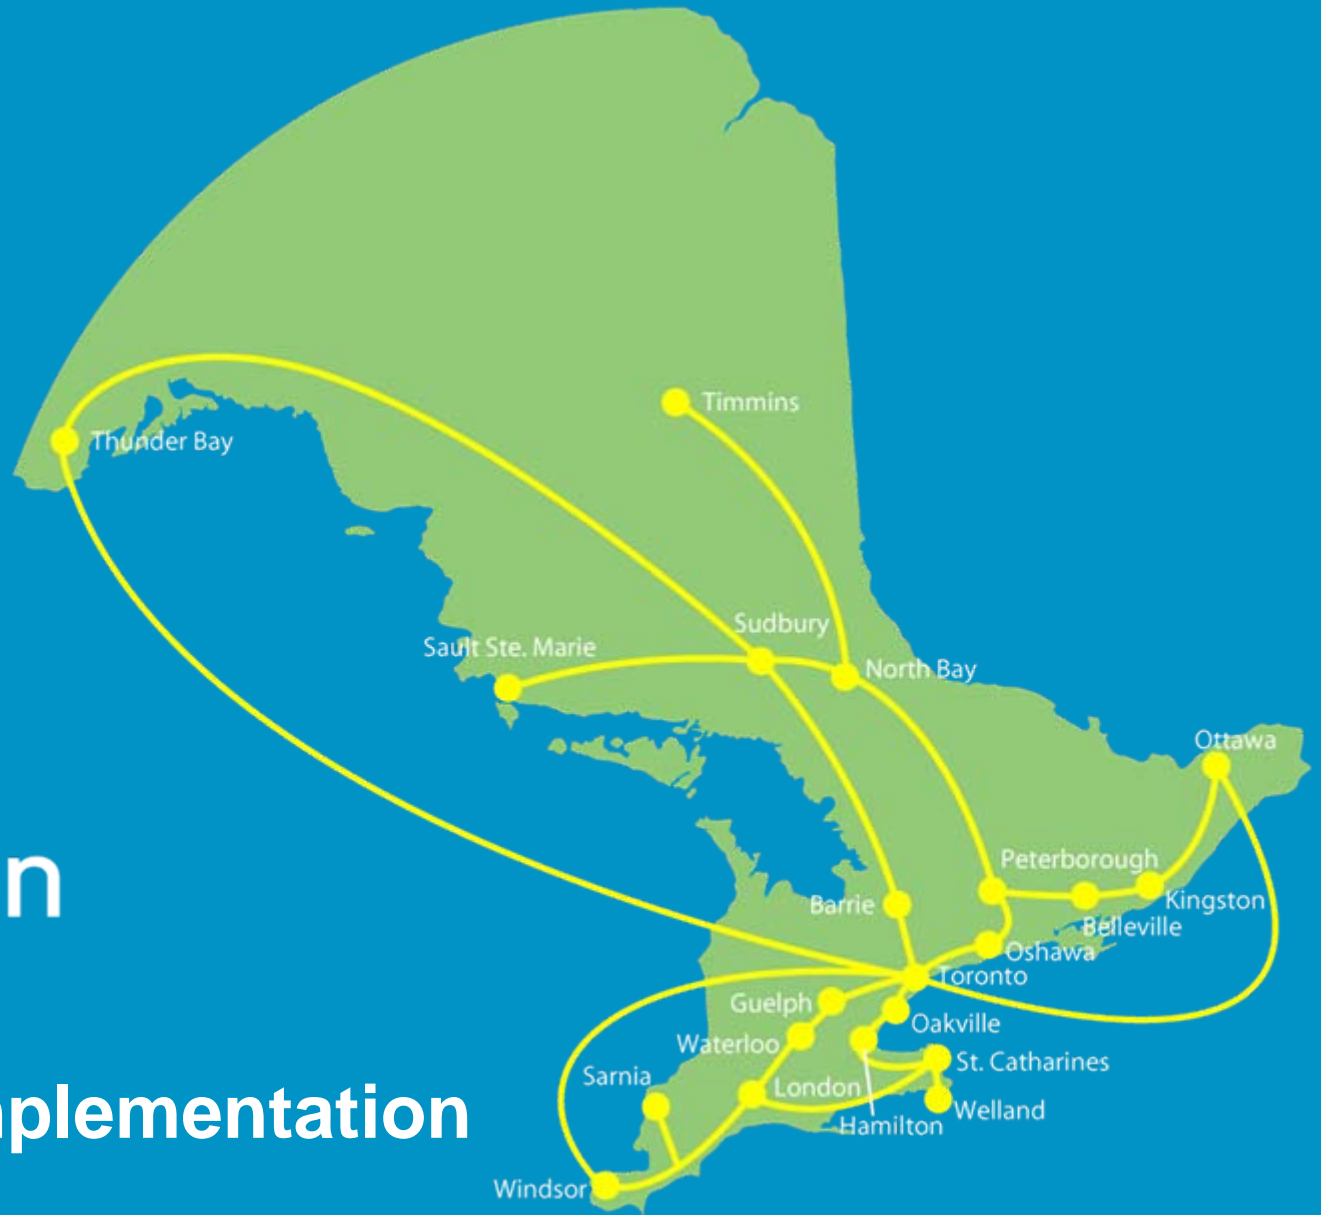 Timmins
Thunder Bay
Sudbury
Sault Ste. Marie
North Bay
Ottawa
Peterborough
n
Kingston
Barrie
Belleville
Oshawa
Toronto
Guelph
Oakville
Waterloo
St. Catharines
Sarnia
London
Welland
nplementation
Hamilton
Windsor